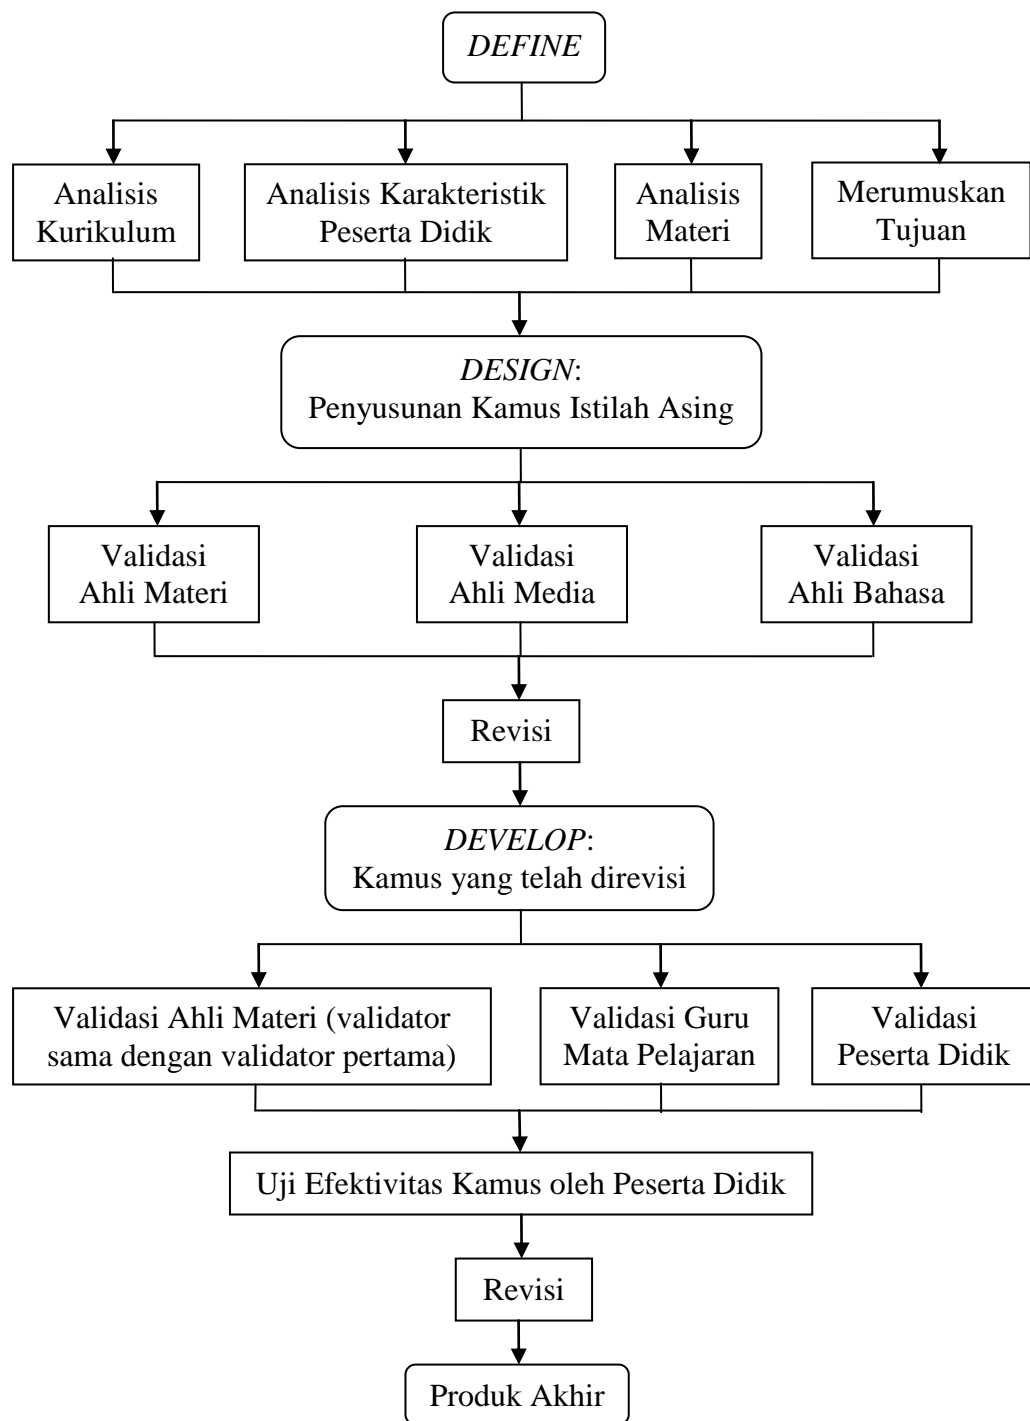 DEFINE
Analisis
Kurikulum
Analisis Karakteristik
Peserta Didik
Analisis
Materi
Merumuskan
Tujuan
DESIGN:
Penyusunan Kamus Istilah Asing
Validasi
Ahli Materi
Validasi
Ahli Media
Validasi
Ahli Bahasa
Revisi
DEVELOP:
Kamus yang telah direvisi
Validasi Ahli Materi (validator
sama dengan validator pertama)
Validasi Guru
Mata Pelajaran
Validasi
Peserta Didik
Uji Efektivitas Kamus oleh Peserta Didik
Revisi
Produk Akhir